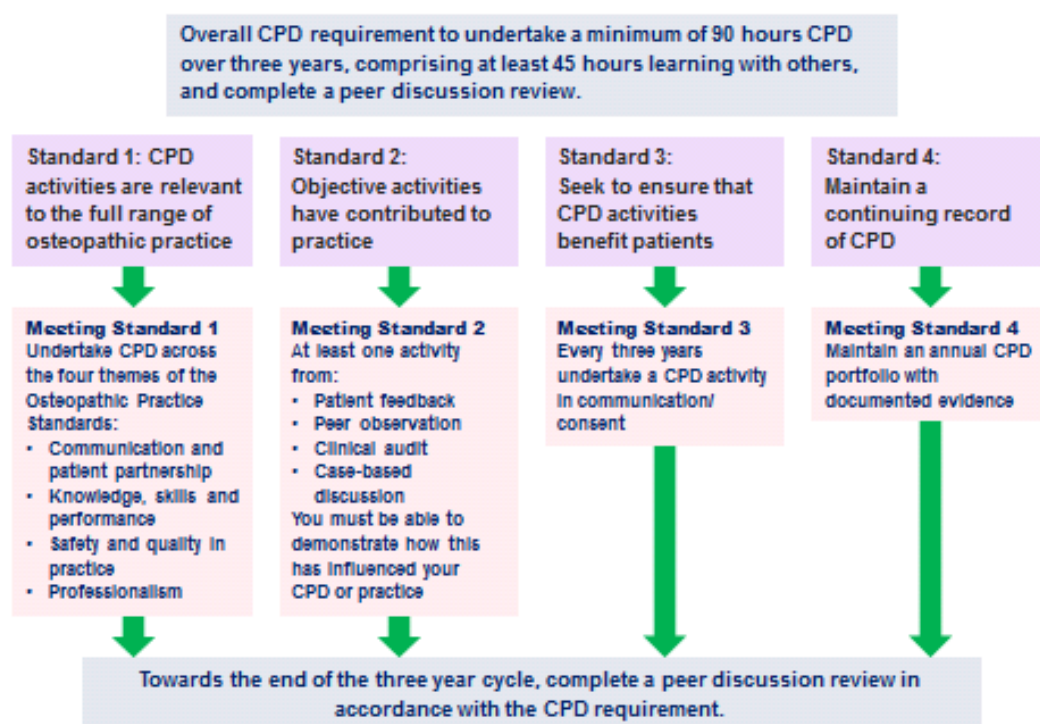 Overall CPD requirement to undertake a minimum of 90 hours CPD
over three years, comprising at least 45 hours learning with others,
and complete a peer discussion review.
Standard 1: CPD
activities are relevant
to the full range of
osteopathic practice
Standard 2:
Objective activities
have contributed to
practice
Standard 3:
Seek to ensure that
CPD activities
benefit patients
Standard 4:
Maintain a
continuing record
of CPD
Meeting Standard 1
Undertake CPD across
the four themes of the
Osteopathic Practice
Standards:
• Communication and
patient partnership
• Knowledge, skills and
performance
• Safety and quality in
practice
• Professionalism
Meeting Standard 2
At least one activity
from:
• Patient feedback
• Peer observation
• Clinical audit
• Case-based
discussion
You must be able to
demonstrate how this
has influenced your
CPD or practice
Meeting Standard 3
Every three years
undertake a CPD activity
in communication/
consent
Meeting Standard 4
Maintain an annual CPD
portfolio with
documented evidence
Towards the end of the three year cycle, complete a peer discussion review in
accordance with the CPD requirement.